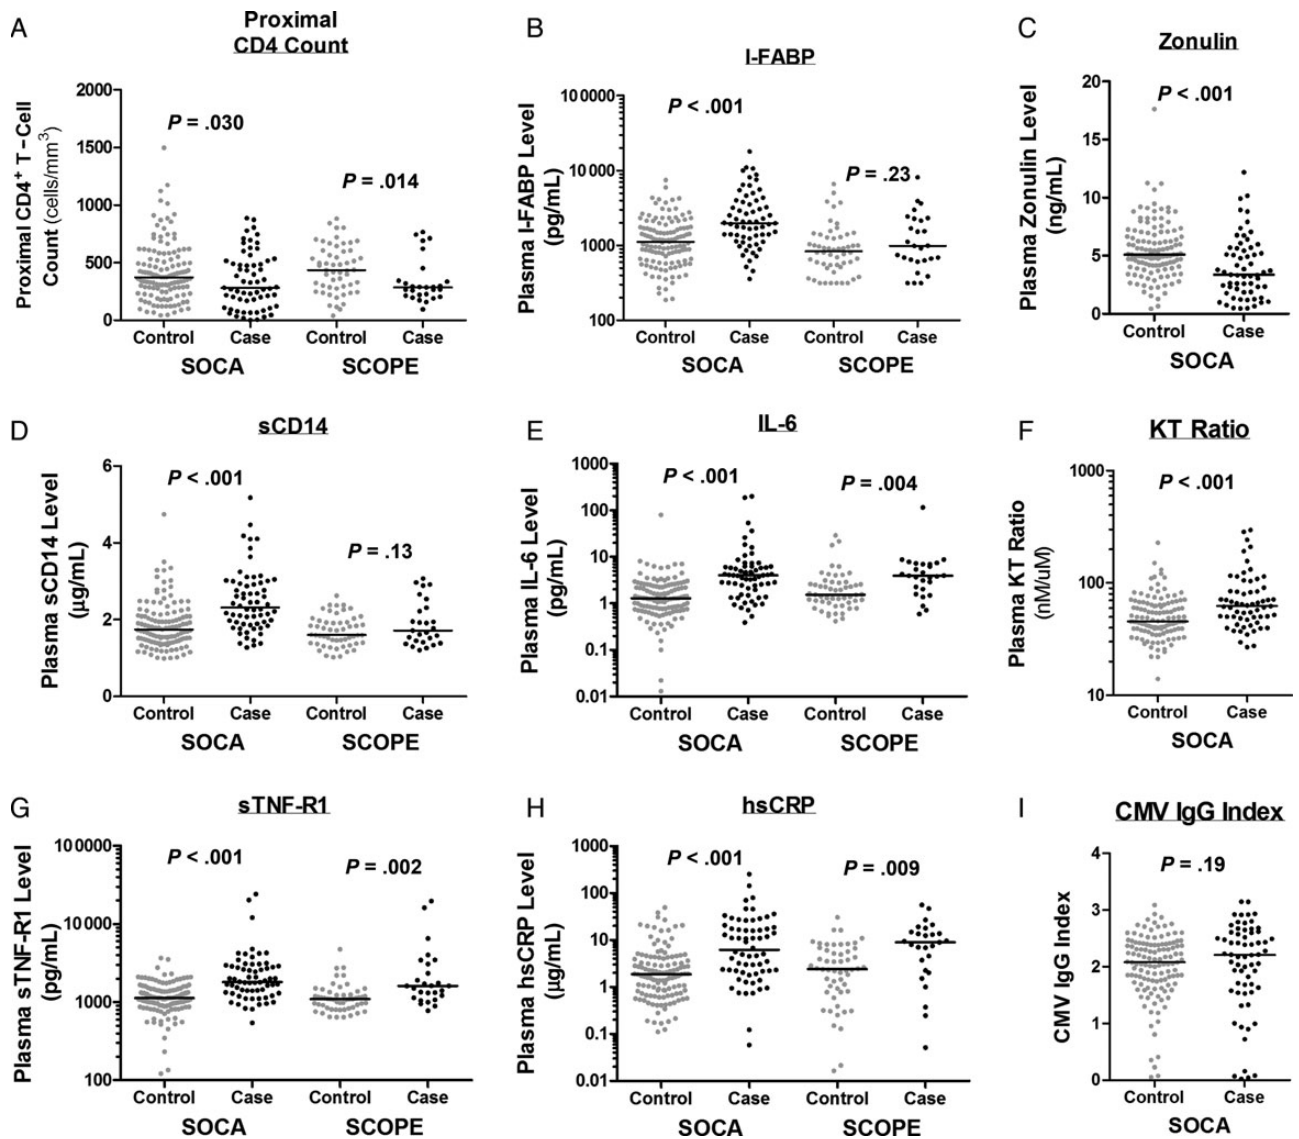 A
Proximal
CD4 Count
Proximal CD4+ T-Cell
Count (cells/mm3)
2000
1500
1000
500
0
P = .030
P = .014
Control Case Control Case
SOCA SCOPE
B
I-FABP
Plasma I-FABP Level
(pg/mL)
100000
10000
1000
100
P < .001
P = .23
Control Case Control Case
SOCA SCOPE
C
Zonulin
Plasma Zonulin Level
(ng/mL)
20
15
10
5
0
P < .001
Control Case
SOCA
D
sCD14
Plasma sCD14 Level
(μg/mL)
6
4
2
0
P < .001
P = .13
Control Case Control Case
SOCA SCOPE
E
IL-6
Plasma IL-6 Level
(pg/mL)
1000
100
10
1
0.1
0.01
P < .001
P = .004
Control Case Control Case
SOCA SCOPE
F
KT Ratio
Plasma KT Ratio
(nM/uM)
1000
100
10
P < .001
Control Case
SOCA
G
sTNF-R1
Plasma sTNF-R1 Level
(pg/mL)
100000
10000
1000
100
P < .001
P = .002
Control Case Control Case
SOCA SCOPE
H
hsCRP
Plasma hsCRP Level
(μg/mL)
1000
100
10
1
0.1
0.01
P < .001
P = .009
Control Case Control Case
SOCA SCOPE
I
CMV IgG Index
CMV IgG Index
4
3
2
1
0
P = .19
Control Case
SOCA